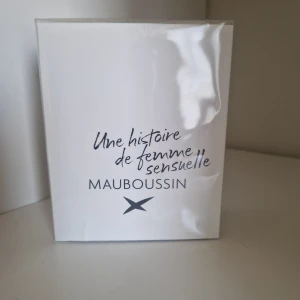 Une histoire
de femme
sensuelle
MAUBOUSSIN